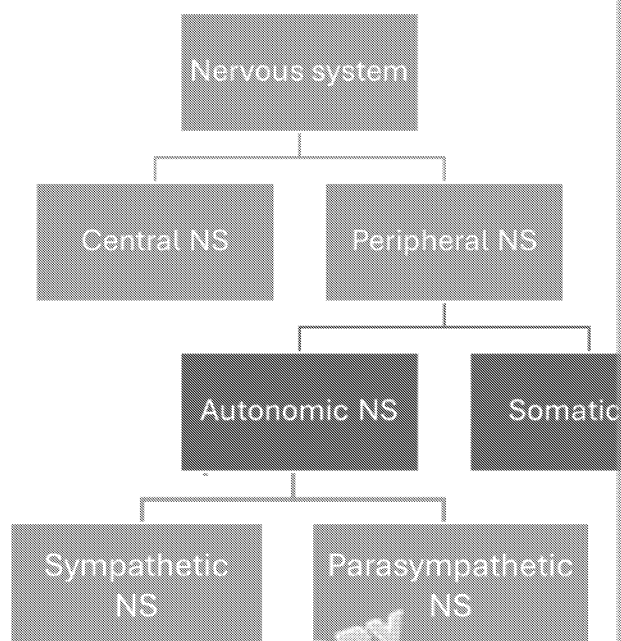 Nervous system
Central NS
Peripheral NS
Autonomic NS
Somatic
Sympathetic
NS
Parasympathetic
NS